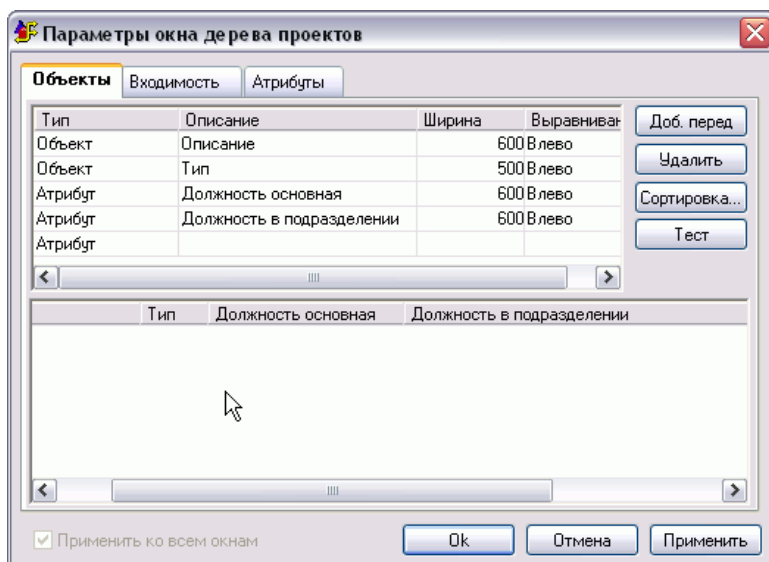 Параметры окна дерева проектов
Объекты Входимость Атрибуты
Тип Описание Ширина Выравниван
Объект Описание 600 Влево
Объект Тип 500 Влево
Атрибут Должность основная 600 Влево
Атрибут Должность в подразделении 600 Влево
Атрибут
Доб. перед
Удалить
Сортировка...
Тест
Тип Должность основная Должность в подразделении
Применить ко всем окнам
Ok Отмена Применить